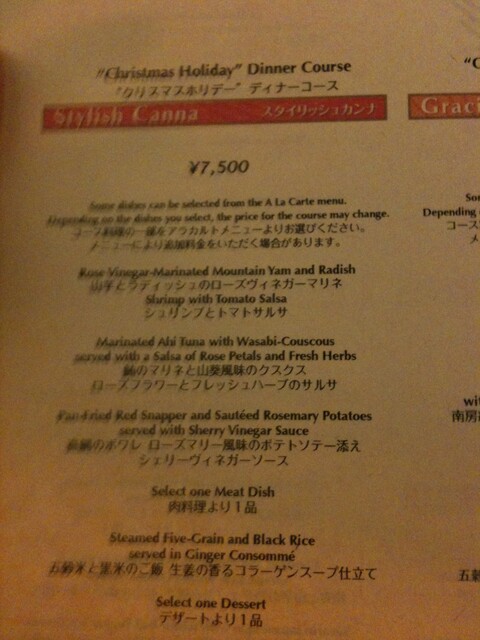 "Christmas Holiday" Dinner Course
"クリスマスホリデー" ディナーコース
Stylish Canna スタイリッシュカンナ
¥7,500
Some dishes can be selected from the A La Carte menu.
Depending on the dishes you select, the price for the course may change.
コース料理の一部をアラカルトメニューよりお選びください。
メニューにより追加料金をいただく場合があります。
Rose Vinegar-Marinated Mountain Yam and Radish
山芋とラディッシュのローズヴィネガーマリネ
Shrimp with Tomato Salsa
シュリンプとトマトサルサ
Marinated Ahi Tuna with Wasabi-Couscous
served with a Salsa of Rose Petals and Fresh Herbs
鮪のマリネと山葵風味のクスクス
ローズフラワーとフレッシュハーブのサルサ
Pan-Fried Red Snapper and Sautéed Rosemary Potatoes
served with Sherry Vinegar Sauce
真鯛のポワレ ローズマリー風味のポテトソテー添え
シェリーヴィネガーソース
Select one Meat Dish
肉料理より1品
Steamed Five-Grain and Black Rice
served in Ginger Consommé
五穀米と黒米のご飯 生姜の香るコラーゲンスープ仕立て
Select one Dessert
デザートより1品
"C
Graci
So
Depending
コース
メ
wit
南房
五穀